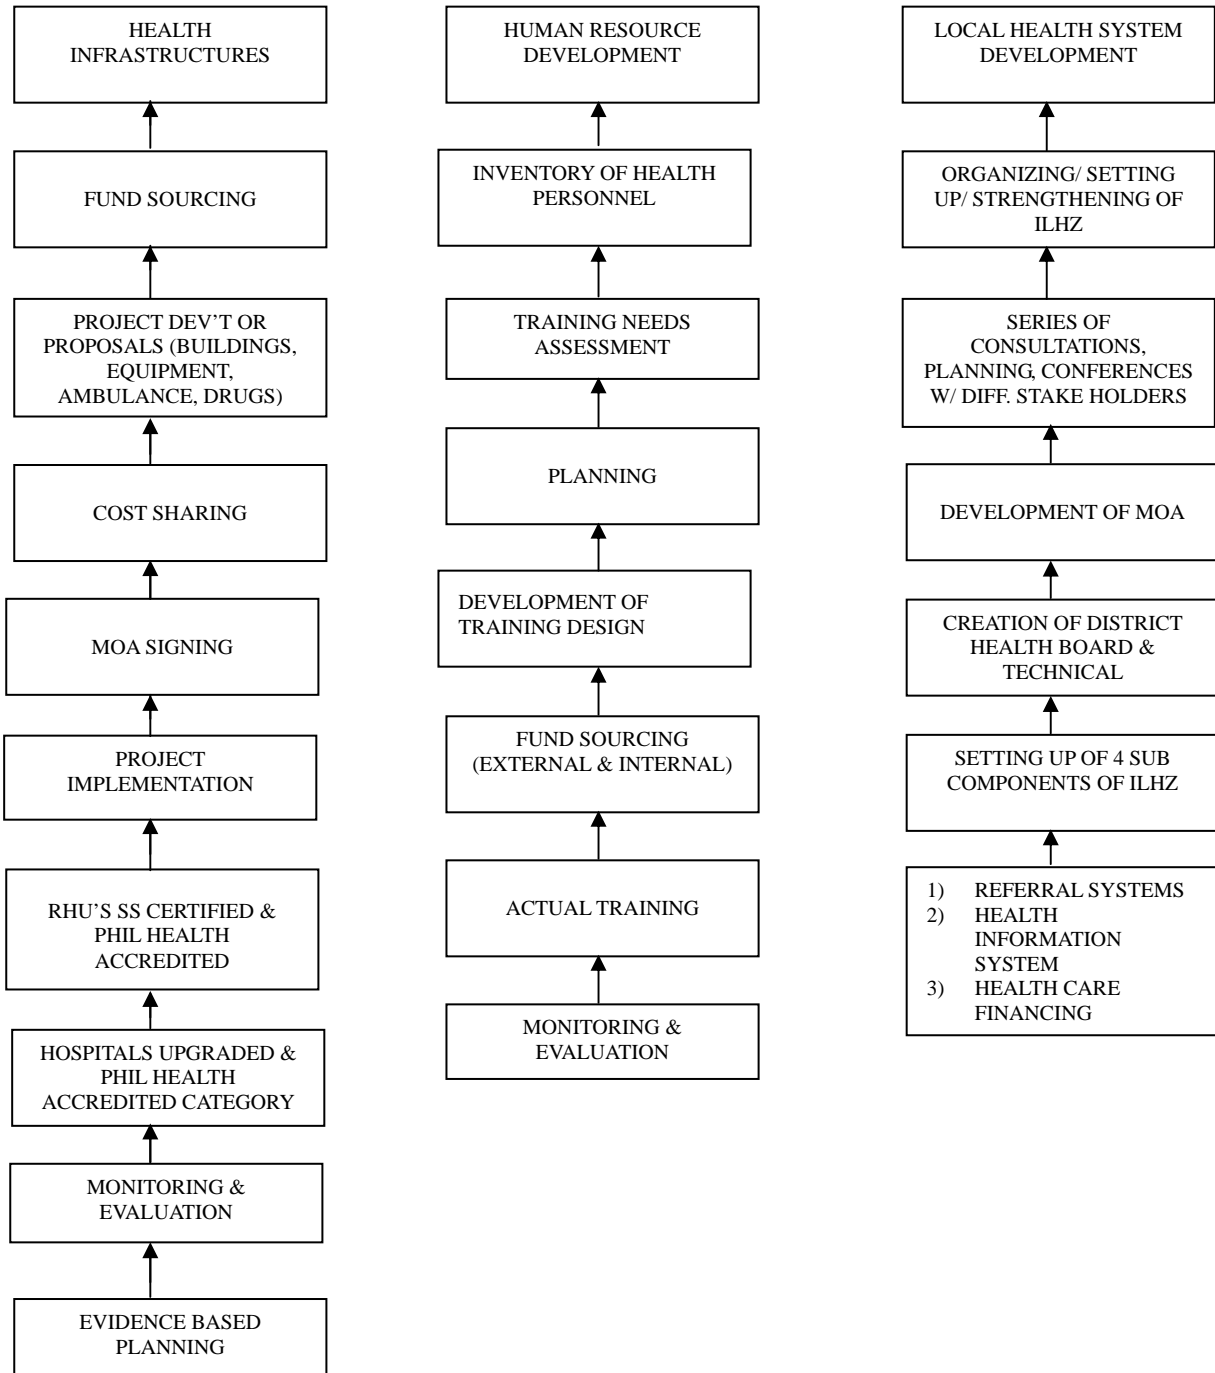 HEALTH
INFRASTRUCTURES
FUND SOURCING
PROJECT DEV'T OR
PROPOSALS (BUILDINGS,
EQUIPMENT,
AMBULANCE, DRUGS)
COST SHARING
MOA SIGNING
PROJECT
IMPLEMENTATION
RHU'S SS CERTIFIED &
PHIL HEALTH
ACCREDITED
HOSPITALS UPGRADED &
PHIL HEALTH
ACCREDITED CATEGORY
MONITORING &
EVALUATION
EVIDENCE BASED
PLANNING
HUMAN RESOURCE
DEVELOPMENT
INVENTORY OF HEALTH
PERSONNEL
TRAINING NEEDS
ASSESSMENT
PLANNING
DEVELOPMENT OF
TRAINING DESIGN
FUND SOURCING
(EXTERNAL & INTERNAL)
ACTUAL TRAINING
MONITORING &
EVALUATION
LOCAL HEALTH SYSTEM
DEVELOPMENT
ORGANIZING/ SETTING
UP/ STRENGTHENING OF
ILHZ
SERIES OF
CONSULTATIONS,
PLANNING, CONFERENCES
W/ DIFF. STAKE HOLDERS
DEVELOPMENT OF MOA
CREATION OF DISTRICT
HEALTH BOARD &
TECHNICAL
SETTING UP OF 4 SUB
COMPONENTS OF ILHZ
1) REFERRAL SYSTEMS
2) HEALTH
INFORMATION
SYSTEM
3) HEALTH CARE
FINANCING